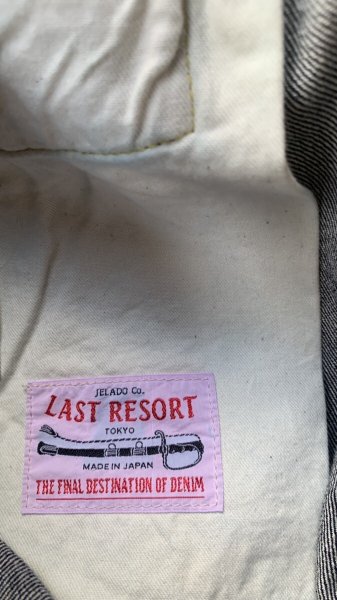 JELADO Co.
LAST RESORT
TOKYO
MADE IN JAPAN
THE FINAL DESTINATION OF DENIM